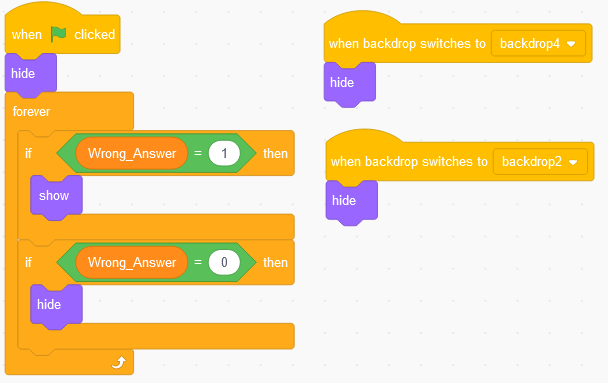 when clicked
hide
forever
if Wrong_Answer = 1 then
show
if Wrong_Answer = 0 then
hide
when backdrop switches to backdrop4
hide
when backdrop switches to backdrop2
hide